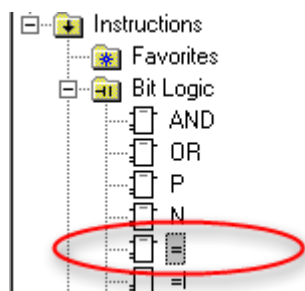 Instructions
Favorites
Bit Logic
AND
OR
P
N
=
=I